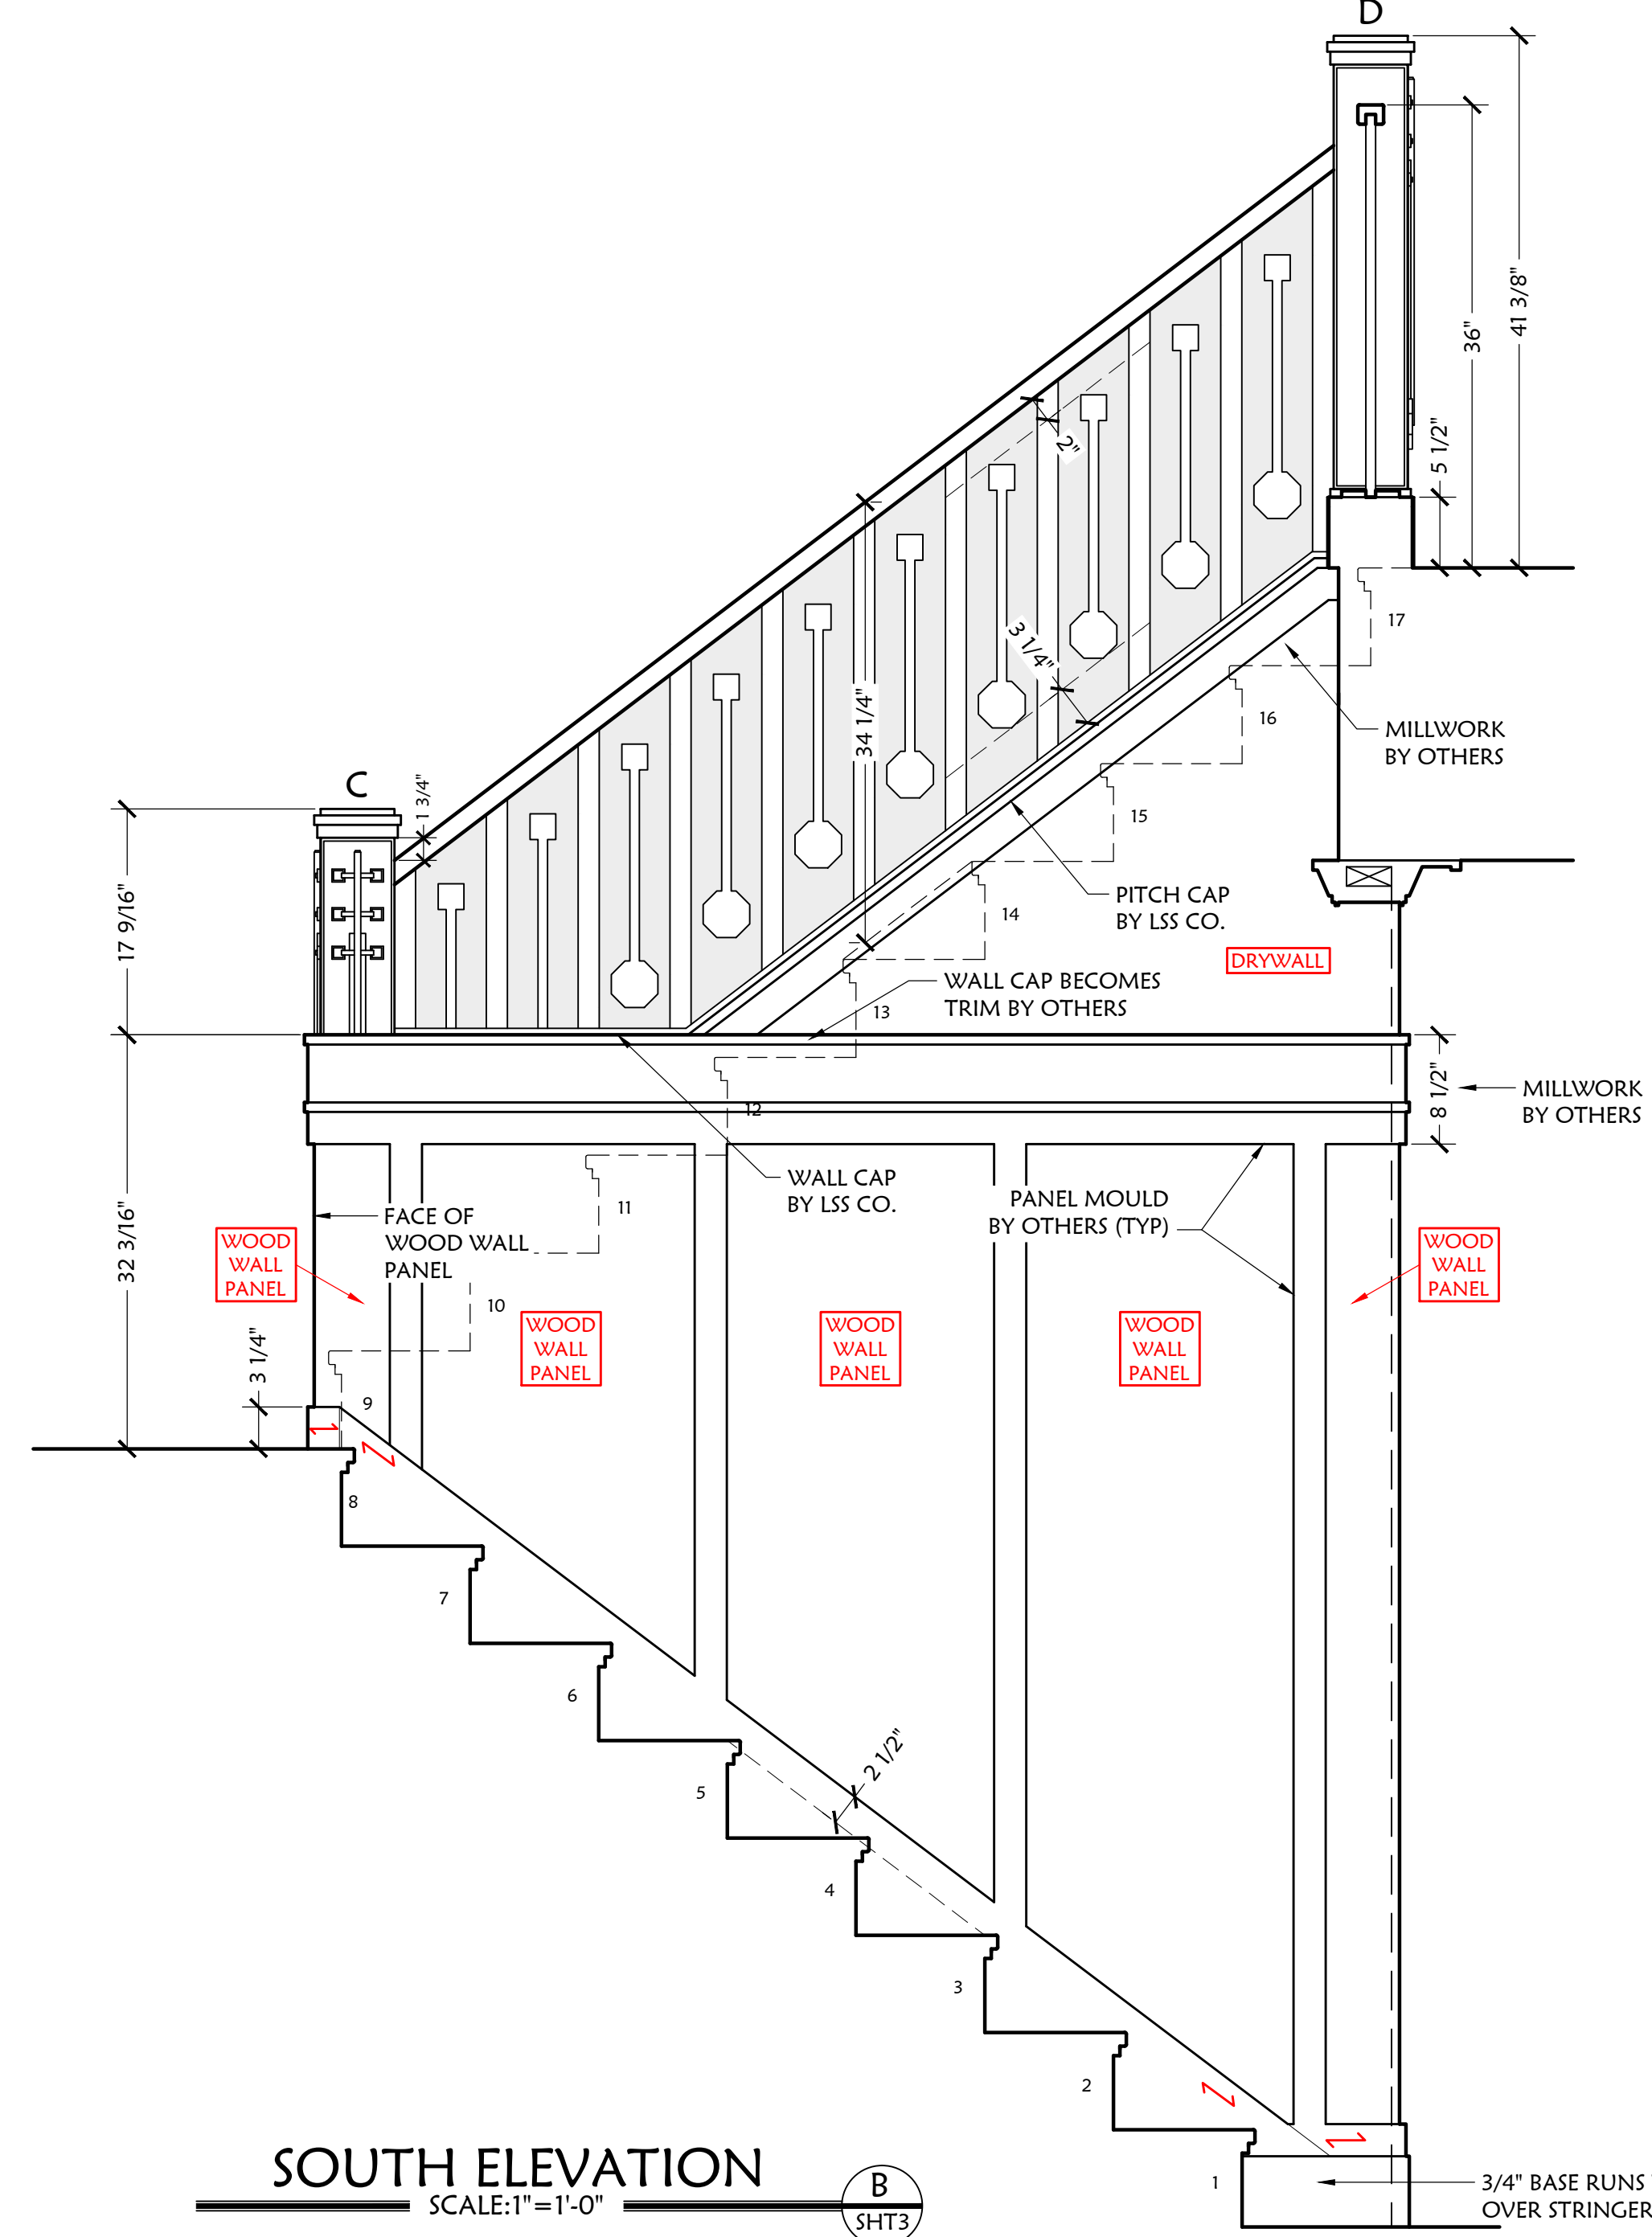 D
41 3/8"
36"
5 1/2"
2"
3 1/4"
34 1/4"
17
16
MILLWORK
BY OTHERS
15
C
1 3/4"
17 9/16"
PITCH CAP
BY LSS CO.
14
DRYWALL
WALL CAP BECOMES
TRIM BY OTHERS
13
8 1/2"
MILLWORK
BY OTHERS
12
WALL CAP
BY LSS CO.
PANEL MOULD
BY OTHERS (TYP)
11
FACE OF
WOOD WALL
PANEL
32 3/16"
WOOD
WALL
PANEL
WOOD
WALL
PANEL
10
WOOD
WALL
PANEL
WOOD
WALL
PANEL
WOOD
WALL
PANEL
3 1/4"
9
8
7
6
2 1/2"
5
4
3
2
1
3/4" BASE RUNS
OVER STRINGER
SOUTH ELEVATION
SCALE:1"=1'-0"
B
SHT3